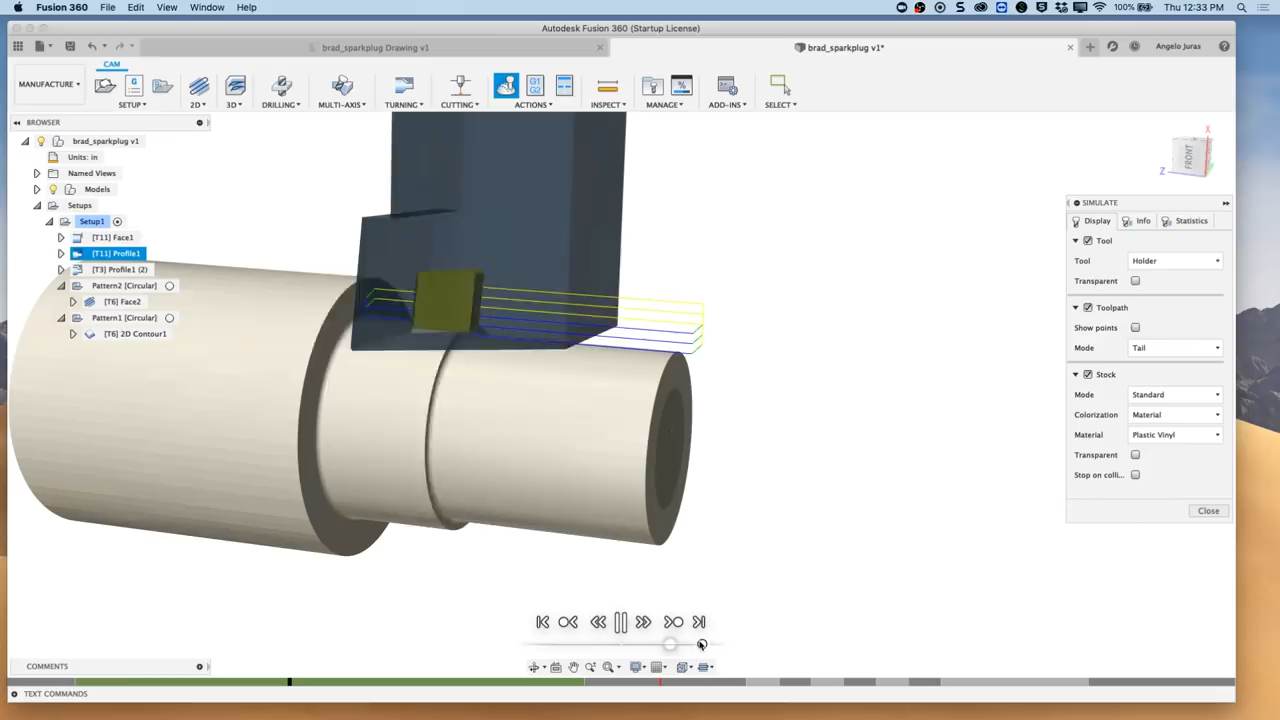 Fusion 360 File Edit View Window Help 100% Thu 12:33 PM
Autodesk Fusion 360 (Startup License)
brad_sparkplug Drawing v1 brad_sparkplug v1* Angelo Juras
CAM
MANUFACTURE
G1
G2
SETUP 2D 3D DRILLING MULTI-AXIS TURNING CUTTING ACTIONS INSPECT MANAGE ADD-INS SELECT
BROWSER
brad_sparkplug v1
Units: in
Named Views
Models
Setups
Setup1
[T11] Face1
[T11] Profile1
[T3] Profile1 (2)
Pattern2 [Circular]
[T6] Face2
Pattern1 [Circular]
[T6] 2D Contour1
X
FRONT
Z
SIMULATE
Display Info Statistics
Tool
Tool Holder
Transparent
Toolpath
Show points
Mode Tail
Stock
Mode Standard
Colorization Material
Material Plastic Vinyl
Transparent
Stop on colli...
Close
COMMENTS
TEXT COMMANDS